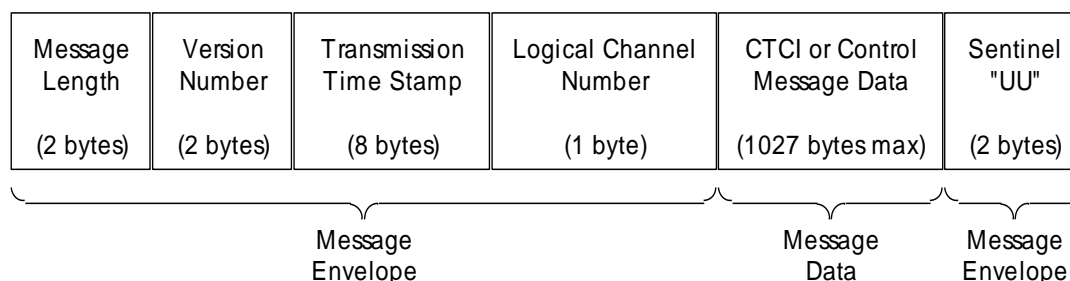 Message
Length
(2 bytes)
Version
Number
(2 bytes)
Transmission
Time Stamp
(8 bytes)
Logical Channel
Number
(1 byte)
CTCI or Control
Message Data
(1027 bytes max)
Sentinel
"UU"
(2 bytes)
Message
Envelope
Message
Data
Message
Envelope